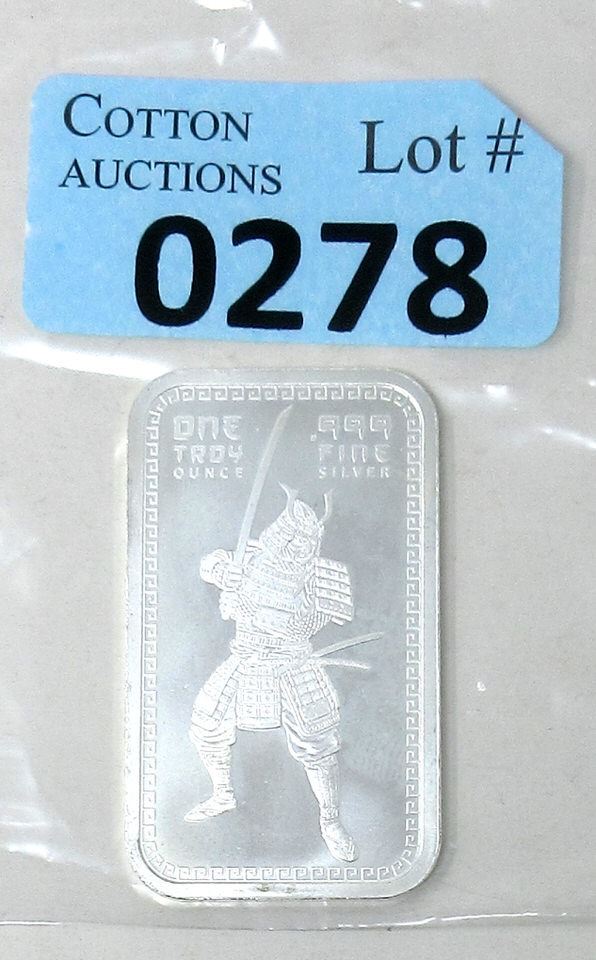 COTTON
AUCTIONS
Lot #
0278
ONE
TROY
OUNCE
.999
FINE
SILVER